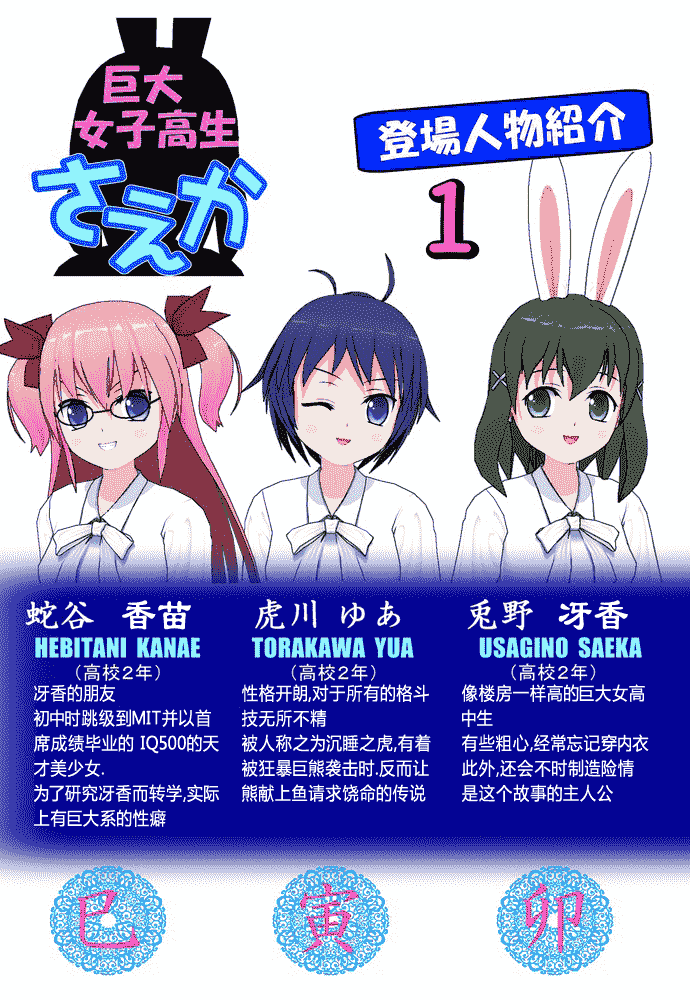 巨大
女子高生
さえか
登場人物紹介
1
蛇谷 香苗
HEBITANI KANAE
（高校2年）
冴香的朋友
初中时跳级到MIT并以首
席成绩毕业的 IQ500的天
才美少女.
为了研究冴香而转学,实际
上有巨大系的性癖
虎川 ゆあ
TORAKAWA YUA
（高校2年）
性格开朗,对于所有的格斗
技无所不精
被人称之为沉睡之虎,有着
被狂暴巨熊袭击时.反而让
熊献上鱼请求饶命的传说
兎野 冴香
USAGINO SAEKA
（高校2年）
像楼房一样高的巨大女高
中生
有些粗心,经常忘记穿内衣
此外,还会不时制造险情
是这个故事的主人公
巳
寅
卯